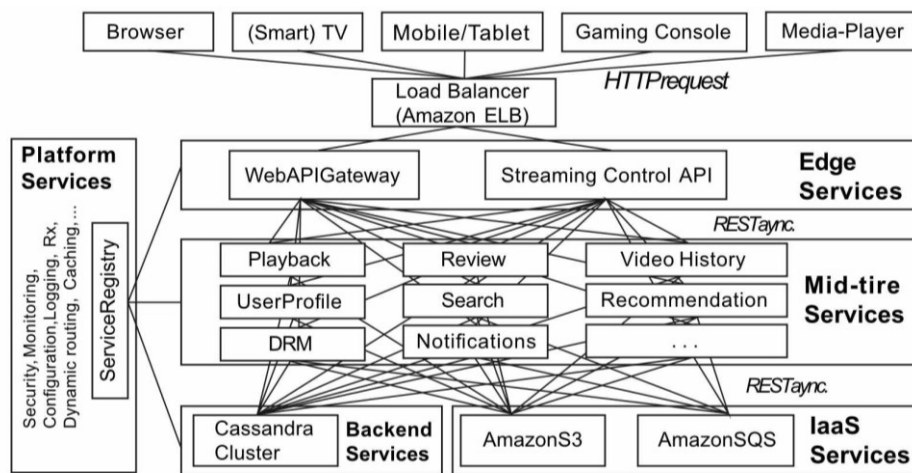 Browser
(Smart) TV
Mobile/Tablet
Gaming Console
Media-Player
HTTPrequest
Load Balancer
(Amazon ELB)
Platform
Services
Security,Monitoring,
Configuration,Logging, Rx,
Dynamic routing, Caching,...
ServiceRegistry
WebAPIGateway
Streaming Control API
Edge
Services
RESTaync.
Playback
Review
Video History
UserProfile
Search
Recommendation
DRM
Notifications
...
Mid-tire
Services
RESTaync.
Cassandra
Cluster
Backend
Services
AmazonS3
AmazonSQS
IaaS
Services